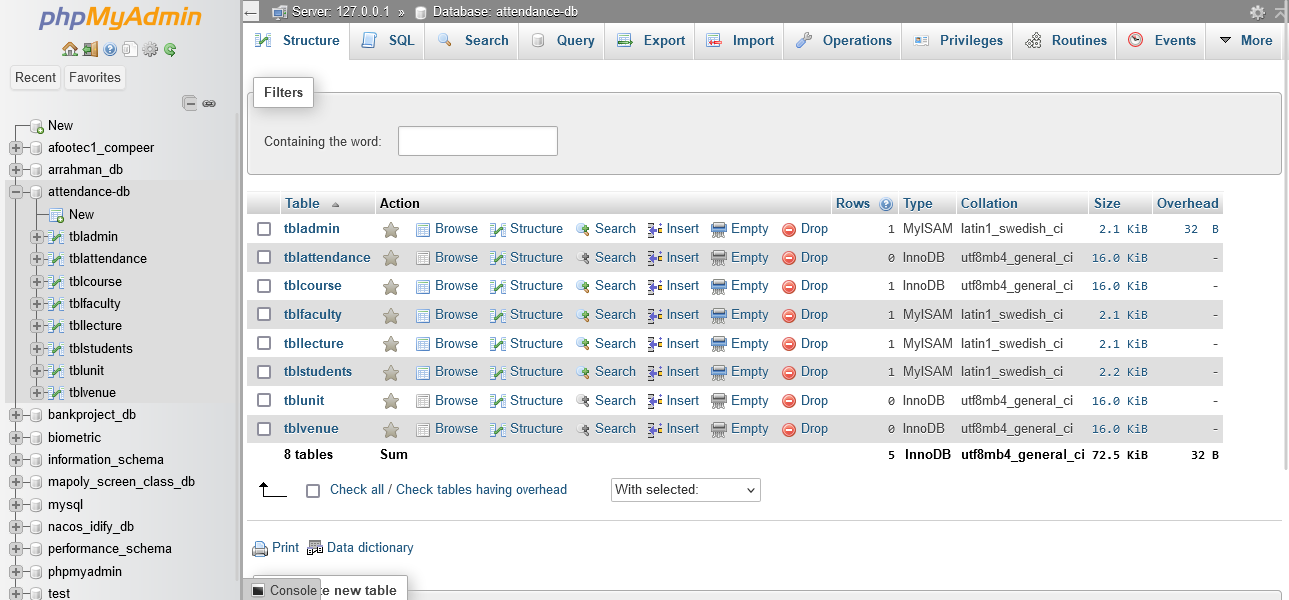 phpMyAdmin
Recent Favorites
New
afootec1_compeer
arrahman_db
attendance-db
New
tbladmin
tblattendance
tblcourse
tblfaculty
tbllecture
tblstudents
tblunit
tblvenue
bankproject_db
biometric
information_schema
mapoly_screen_class_db
mysql
nacos_idify_db
performance_schema
phpmyadmin
test
Server: 127.0.0.1 » Database: attendance-db
Structure SQL Search Query Export Import Operations Privileges Routines Events More
Filters
Containing the word:
Table Action Rows Type Collation Size Overhead
tbladmin Browse Structure Search Insert Empty Drop 1 MyISAM latin1_swedish_ci 2.1 KiB 32 B
tblattendance Browse Structure Search Insert Empty Drop 0 InnoDB utf8mb4_general_ci 16.0 KiB -
tblcourse Browse Structure Search Insert Empty Drop 1 InnoDB utf8mb4_general_ci 16.0 KiB -
tblfaculty Browse Structure Search Insert Empty Drop 1 MyISAM latin1_swedish_ci 2.1 KiB -
tbllecture Browse Structure Search Insert Empty Drop 1 MyISAM latin1_swedish_ci 2.1 KiB -
tblstudents Browse Structure Search Insert Empty Drop 1 MyISAM latin1_swedish_ci 2.2 KiB -
tblunit Browse Structure Search Insert Empty Drop 0 InnoDB utf8mb4_general_ci 16.0 KiB -
tblvenue Browse Structure Search Insert Empty Drop 0 InnoDB utf8mb4_general_ci 16.0 KiB -
8 tables Sum 5 InnoDB utf8mb4_general_ci 72.5 KiB 32 B
Check all / Check tables having overhead With selected:
Print Data dictionary
Console e new table